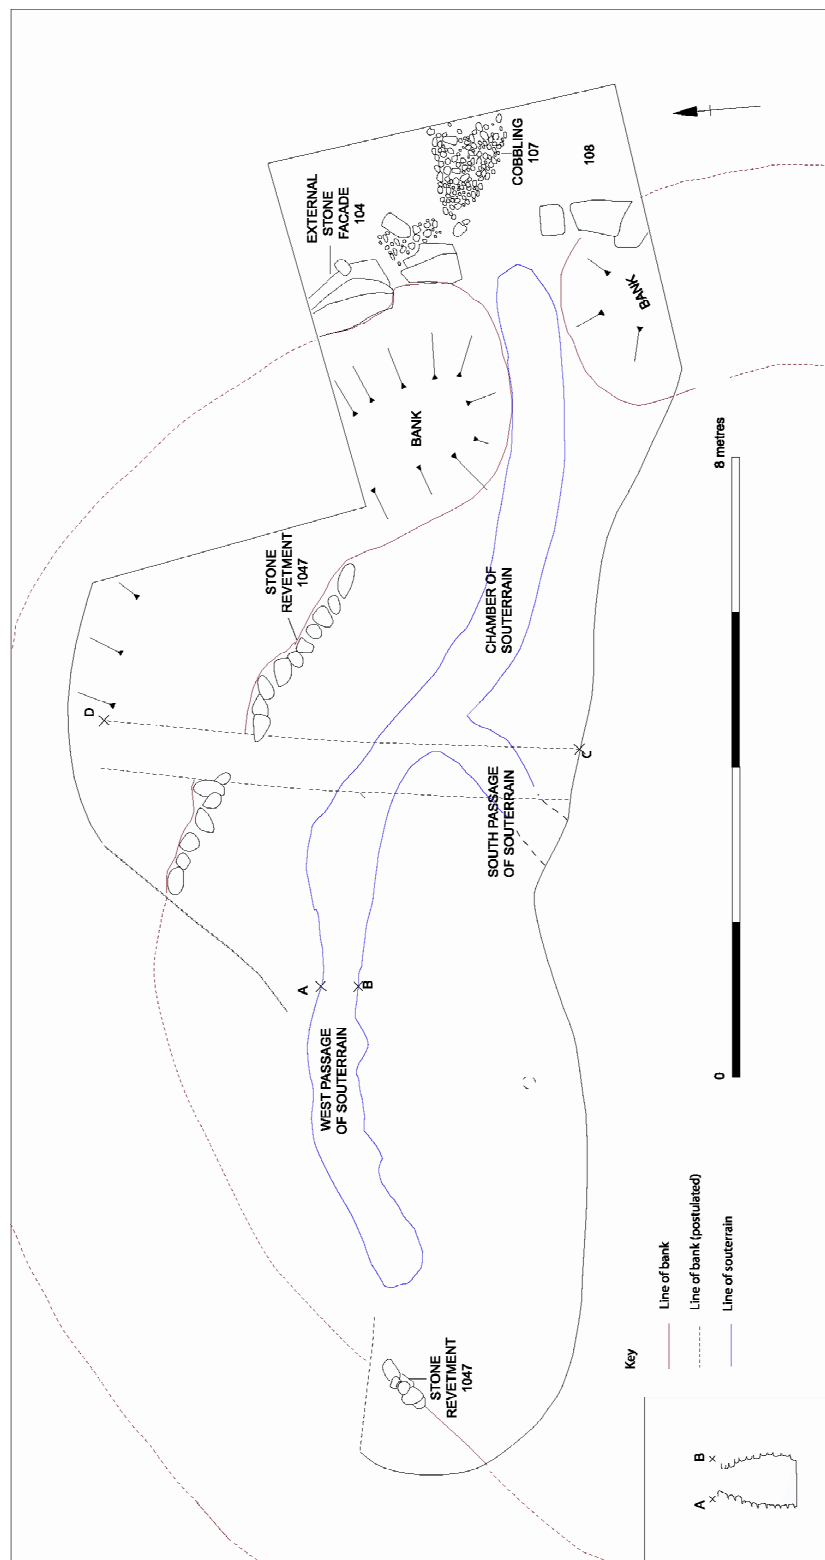 EXTERNAL
STONE
FACADE
104
COBBLING
107
108
BANK
BANK
STONE
REVETMENT
1047
D
CHAMBER OF
SOUTERRAIN
C
SOUTH PASSAGE
OF SOUTERRAIN
A
B
WEST PASSAGE
OF SOUTERRAIN
STONE
REVETMENT
1047
0
8 metres
Key
Line of bank
Line of bank (postulated)
Line of souterrain
A
B